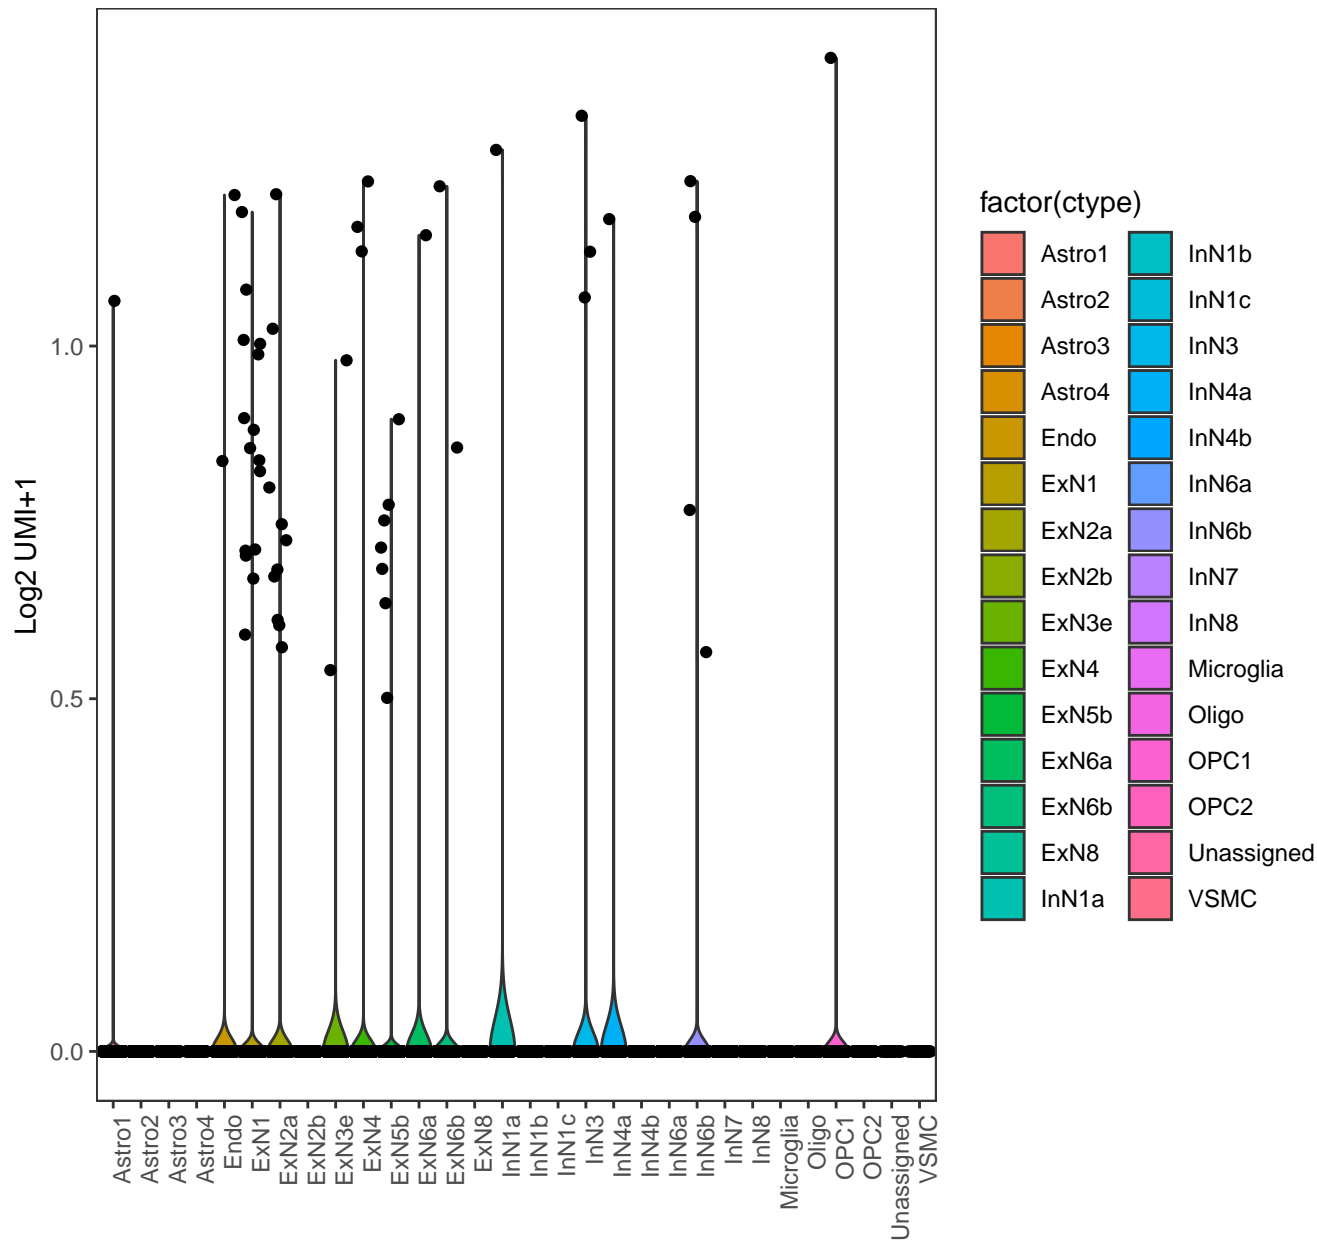 Log2 UMI+1
1.0
0.5
0.0
Astro1
Astro2
Astro3
Astro4
Endo
ExN1
ExN2a
ExN2b
ExN3e
ExN4
ExN5b
ExN6a
ExN6b
ExN8
InN1a
InN1b
InN1c
InN3
InN4a
InN4b
InN6a
InN6b
InN7
InN8
Microglia
Oligo
OPC1
OPC2
Unassigned
VSMC
factor(ctype)
Astro1
Astro2
Astro3
Astro4
Endo
ExN1
ExN2a
ExN2b
ExN3e
ExN4
ExN5b
ExN6a
ExN6b
ExN8
InN1a
InN1b
InN1c
InN3
InN4a
InN4b
InN6a
InN6b
InN7
InN8
Microglia
Oligo
OPC1
OPC2
Unassigned
VSMC